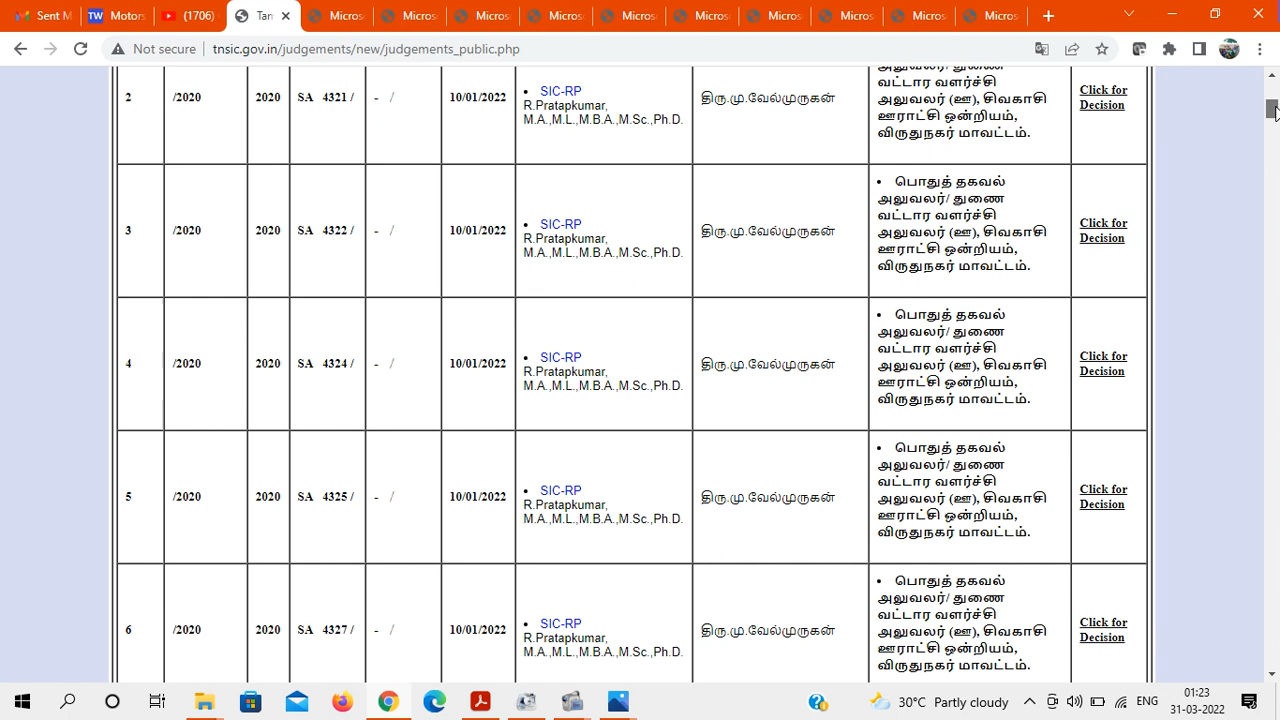 Sent M
Motors
(1706)
Tan
Micros
Micros
Micros
Micros
Micros
Micros
Micros
Micros
Micros
Micros
Not secure
tnsic.gov.in/judgements/new/judgements_public.php
அலுவலர்/ துணை
2 /2020 2020 SA 4321 / - / 10/01/2022 • SIC-RP திரு.மு.வேல்முருகன் வட்டார வளர்ச்சி Click for
R.Pratapkumar, அலுவலர் (ஊ), சிவகாசி Decision
M.A.,M.L.,M.B.A.,M.Sc.,Ph.D. ஊராட்சி ஒன்றியம்,
விருதுநகர் மாவட்டம்.
• பொதுத் தகவல்
அலுவலர்/ துணை
வட்டார வளர்ச்சி
3 /2020 2020 SA 4322 / - / 10/01/2022 • SIC-RP திரு.மு.வேல்முருகன் அலுவலர் (ஊ), சிவகாசி Click for
R.Pratapkumar, ஊராட்சி ஒன்றியம், Decision
M.A.,M.L.,M.B.A.,M.Sc.,Ph.D. விருதுநகர் மாவட்டம்.
• பொதுத் தகவல்
அலுவலர்/ துணை
வட்டார வளர்ச்சி
4 /2020 2020 SA 4324 / - / 10/01/2022 • SIC-RP திரு.மு.வேல்முருகன் அலுவலர் (ஊ), சிவகாசி Click for
R.Pratapkumar, ஊராட்சி ஒன்றியம், Decision
M.A.,M.L.,M.B.A.,M.Sc.,Ph.D. விருதுநகர் மாவட்டம்.
• பொதுத் தகவல்
அலுவலர்/ துணை
வட்டார வளர்ச்சி
5 /2020 2020 SA 4325 / - / 10/01/2022 • SIC-RP திரு.மு.வேல்முருகன் அலுவலர் (ஊ), சிவகாசி Click for
R.Pratapkumar, ஊராட்சி ஒன்றியம், Decision
M.A.,M.L.,M.B.A.,M.Sc.,Ph.D. விருதுநகர் மாவட்டம்.
• பொதுத் தகவல்
அலுவலர்/ துணை
வட்டார வளர்ச்சி
6 /2020 2020 SA 4327 / - / 10/01/2022 • SIC-RP திரு.மு.வேல்முருகன் அலுவலர் (ஊ), சிவகாசி Click for
R.Pratapkumar, ஊராட்சி ஒன்றியம், Decision
M.A.,M.L.,M.B.A.,M.Sc.,Ph.D. விருதுநகர் மாவட்டம்.
30°C Partly cloudy
ENG
01:23
31-03-2022